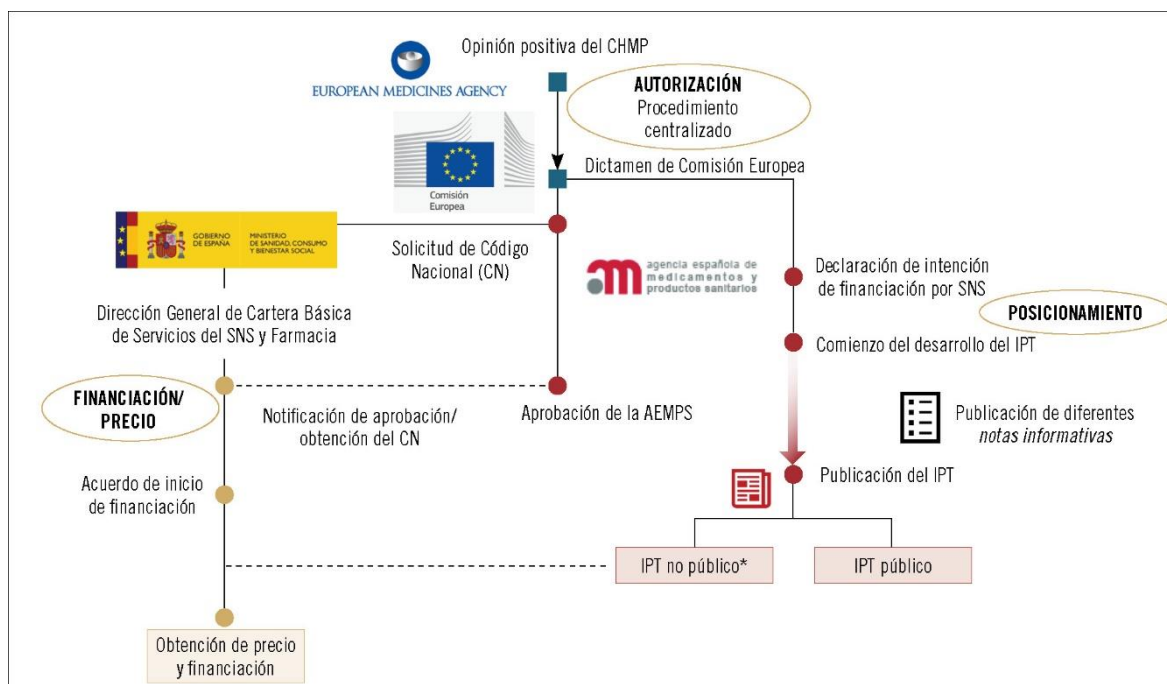 Opinión positiva del CHMP
EUROPEAN MEDICINES AGENCY
AUTORIZACIÓN
Procedimiento
centralizado
Dictamen de Comisión Europea
Comisión
Europea
GOBIERNO
DE ESPAÑA
MINISTERIO
DE SANIDAD, CONSUMO
Y BIENESTAR SOCIAL
Solicitud de Código
Nacional (CN)
am agencia española de
medicamentos y
productos sanitarios
Declaración de intención
de financiación por SNS
POSICIONAMIENTO
Dirección General de Cartera Básica
de Servicios del SNS y Farmacia
Comienzo del desarrollo del IPT
FINANCIACIÓN/
PRECIO
Notificación de aprobación/
obtención del CN
Aprobación de la AEMPS
Publicación de diferentes
notas informativas
Acuerdo de inicio
de financiación
Publicación del IPT
IPT no público*
IPT público
Obtención de precio
y financiación